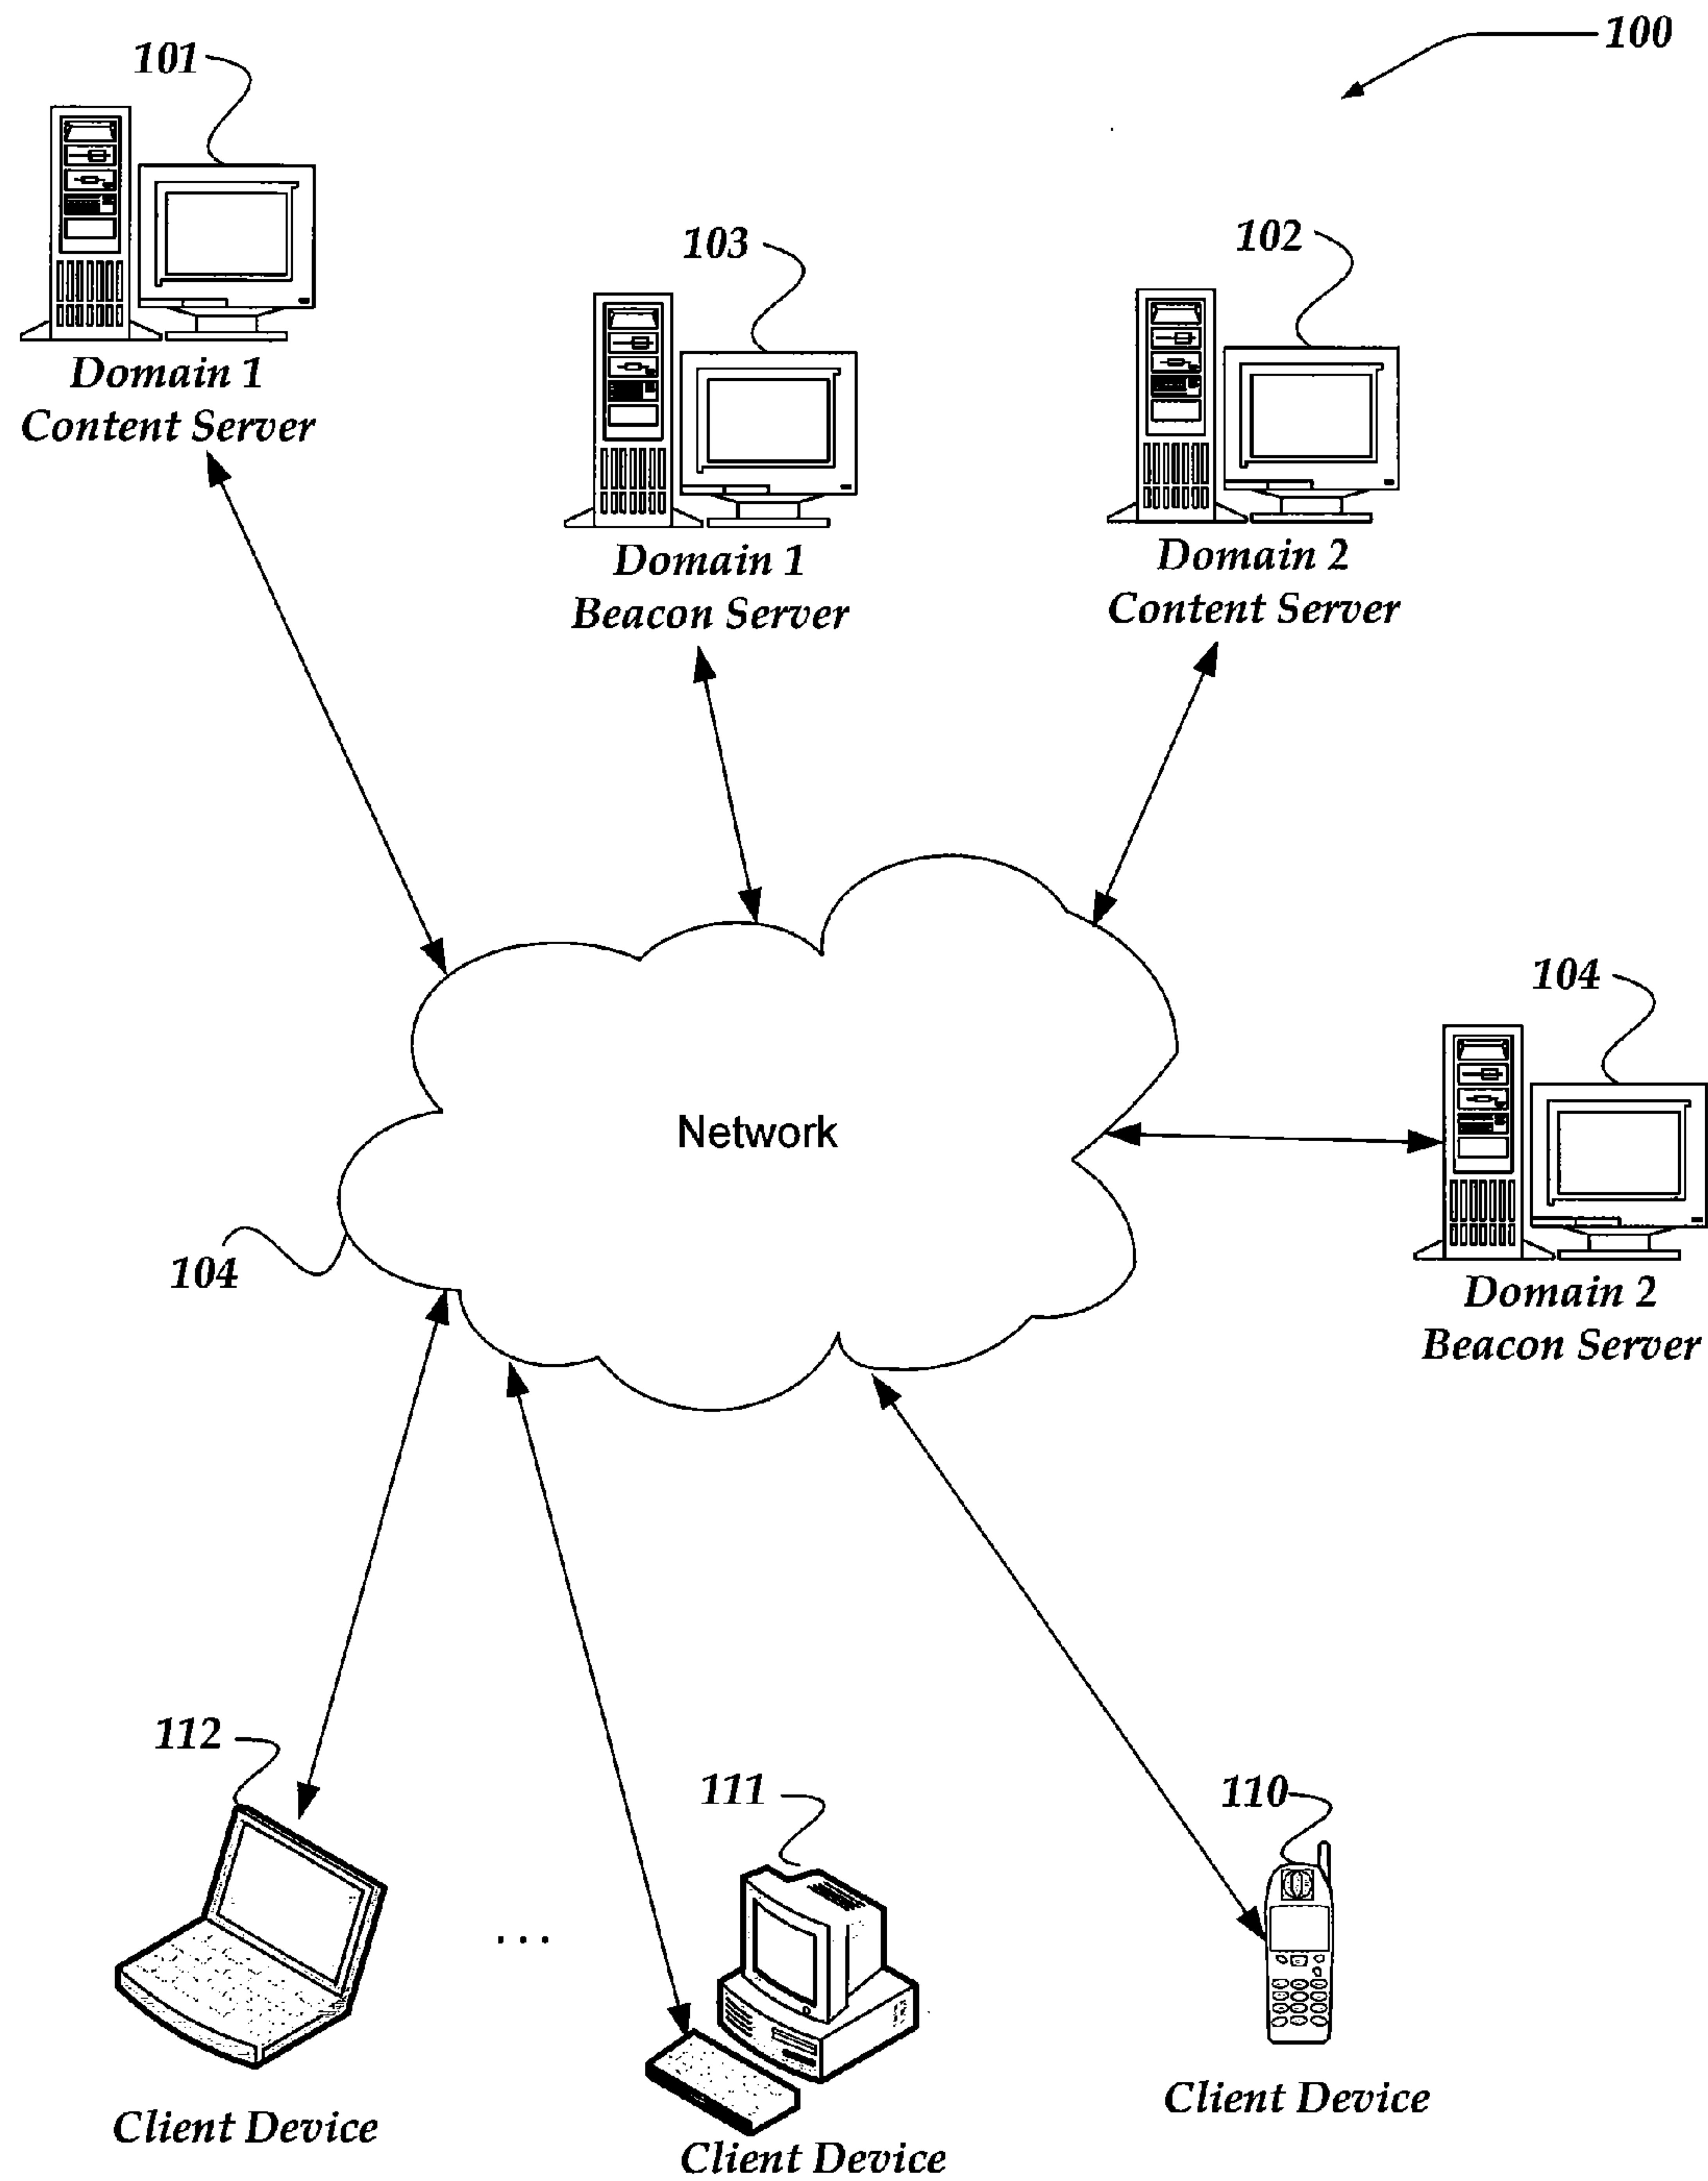 100
101
Domain 1
Content Server
103
Domain 1
Beacon Server
102
Domain 2
Content Server
104
Domain 2
Beacon Server
Network
104
112
Client Device
...
111
Client Device
110
Client Device